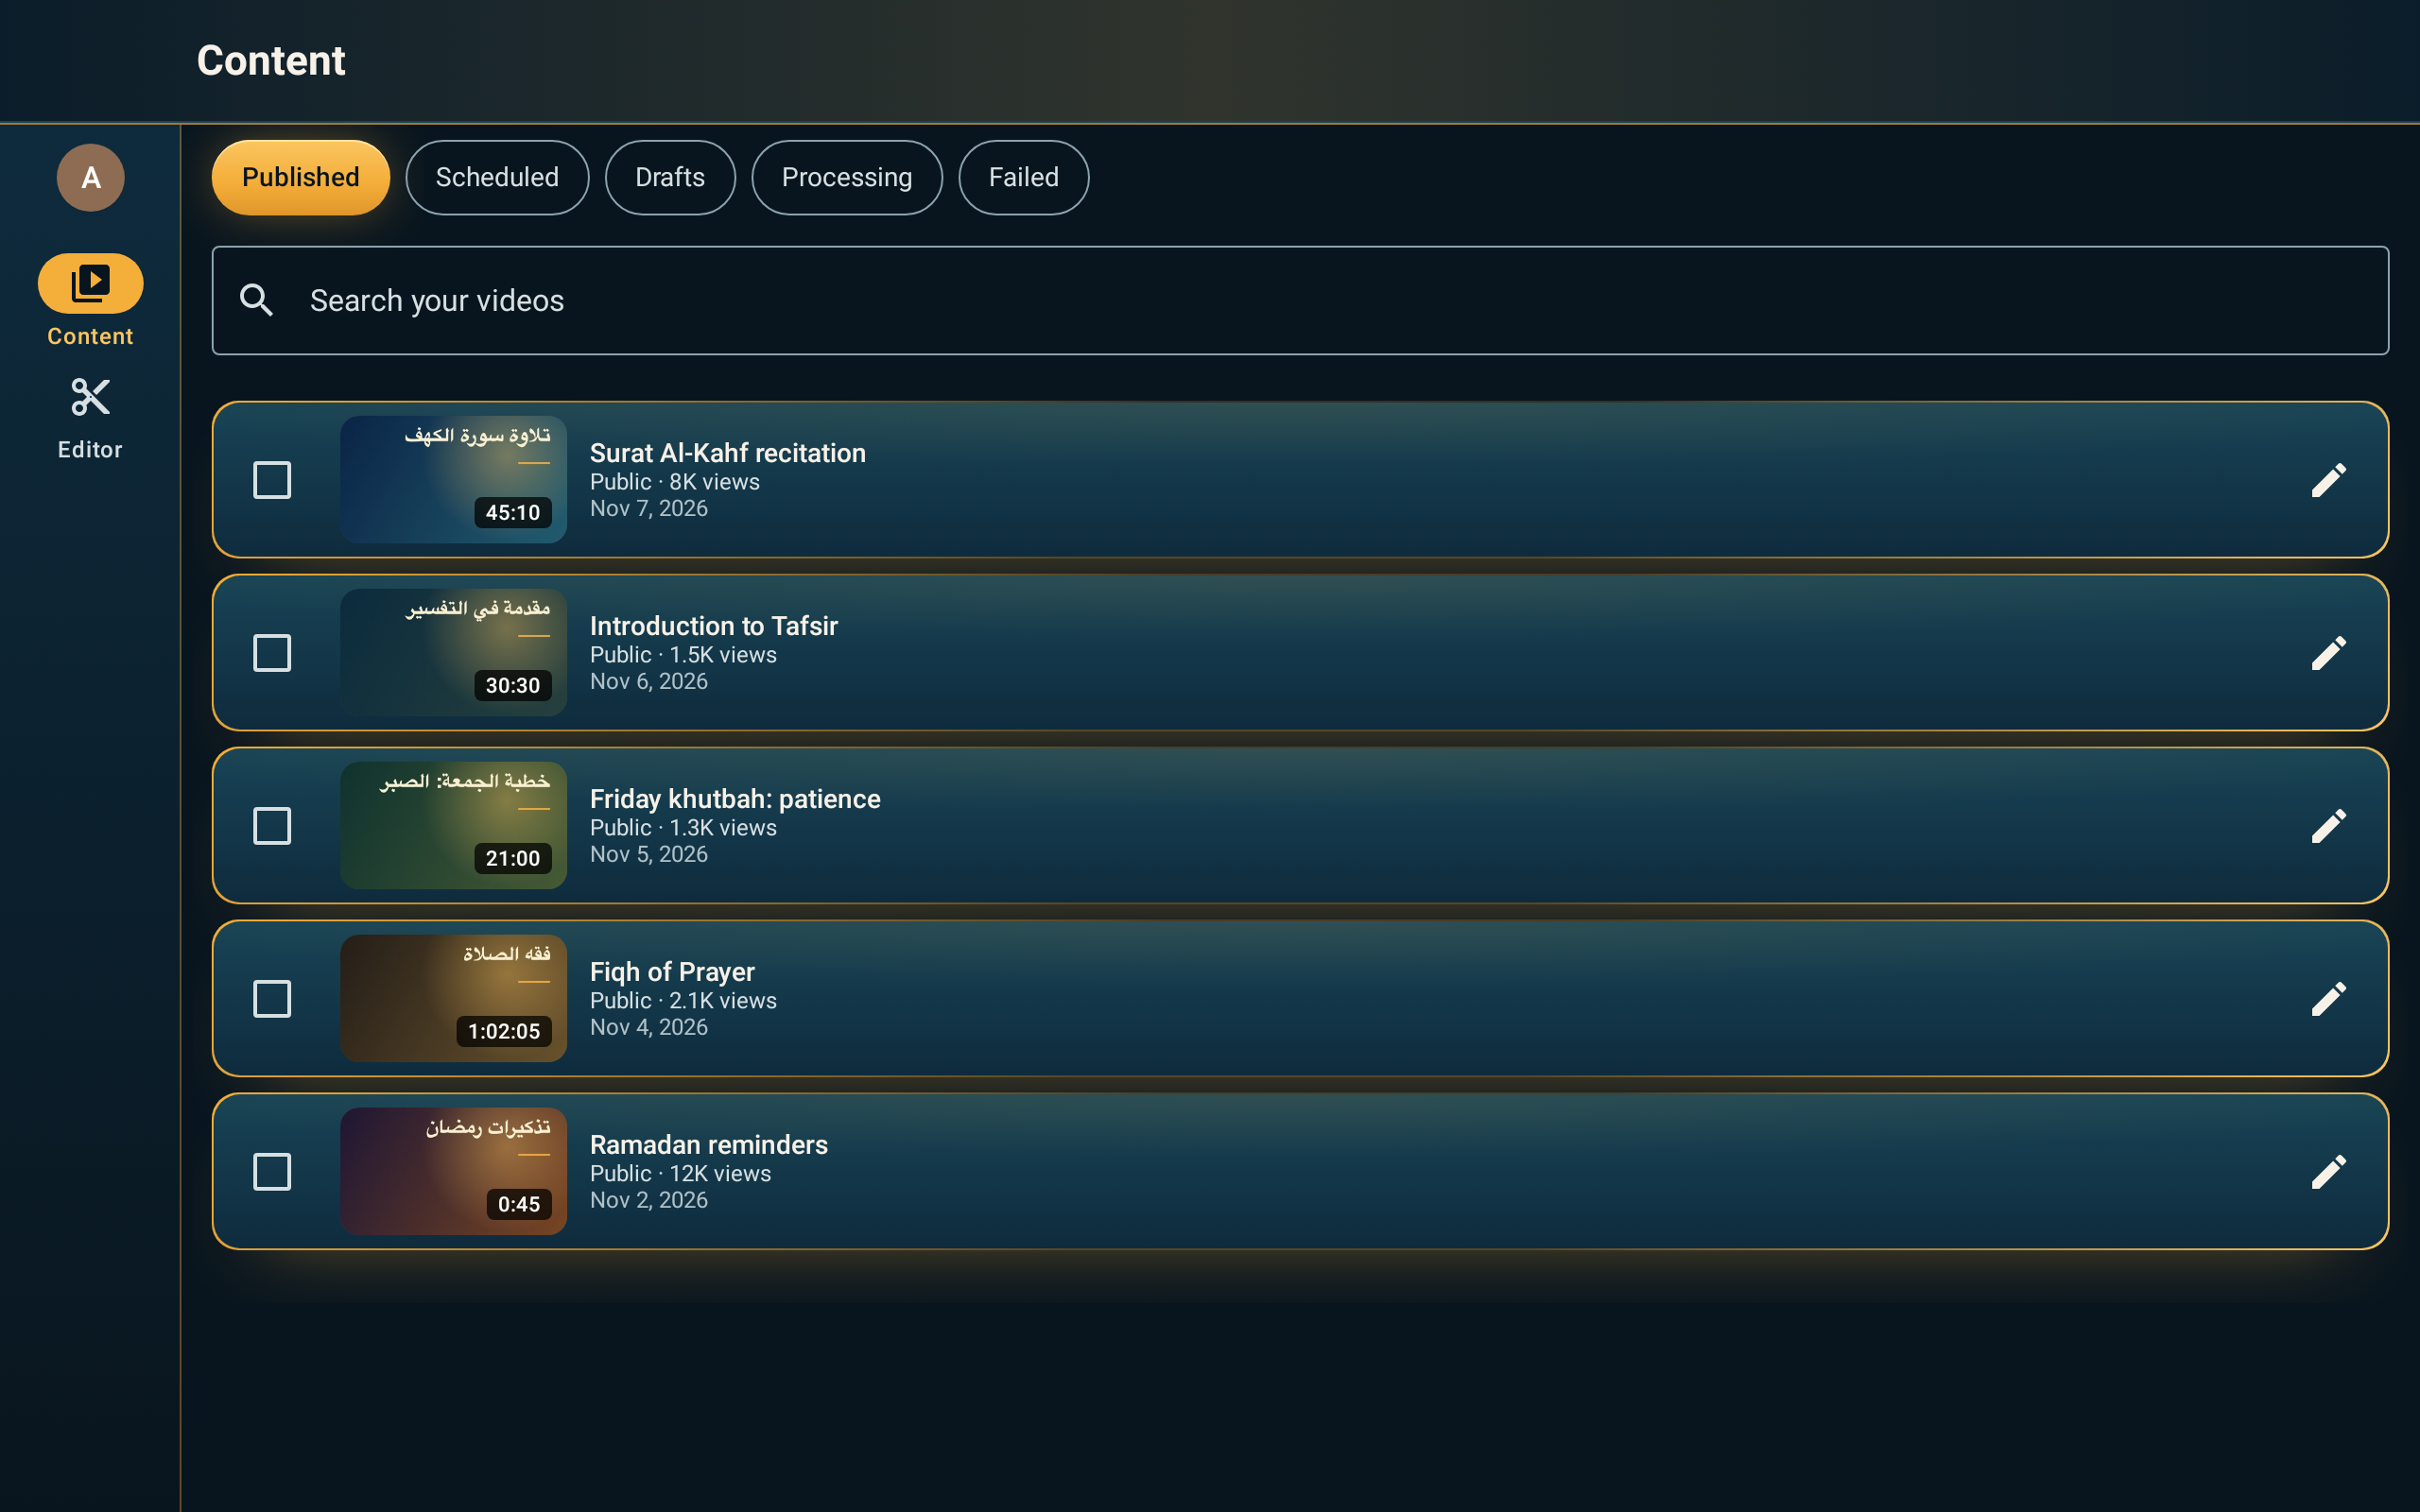 Content
A
Published
Scheduled
Drafts
Processing
Failed
Content
Editor
Search your videos
تلاوة سورة الكهف
45:10
Surat Al-Kahf recitation
Public · 8K views
Nov 7, 2026
مقدمة في التفسير
30:30
Introduction to Tafsir
Public · 1.5K views
Nov 6, 2026
خطبة الجمعة: الصبر
21:00
Friday khutbah: patience
Public · 1.3K views
Nov 5, 2026
فقه الصلاة
1:02:05
Fiqh of Prayer
Public · 2.1K views
Nov 4, 2026
تذكيرات رمضان
0:45
Ramadan reminders
Public · 12K views
Nov 2, 2026